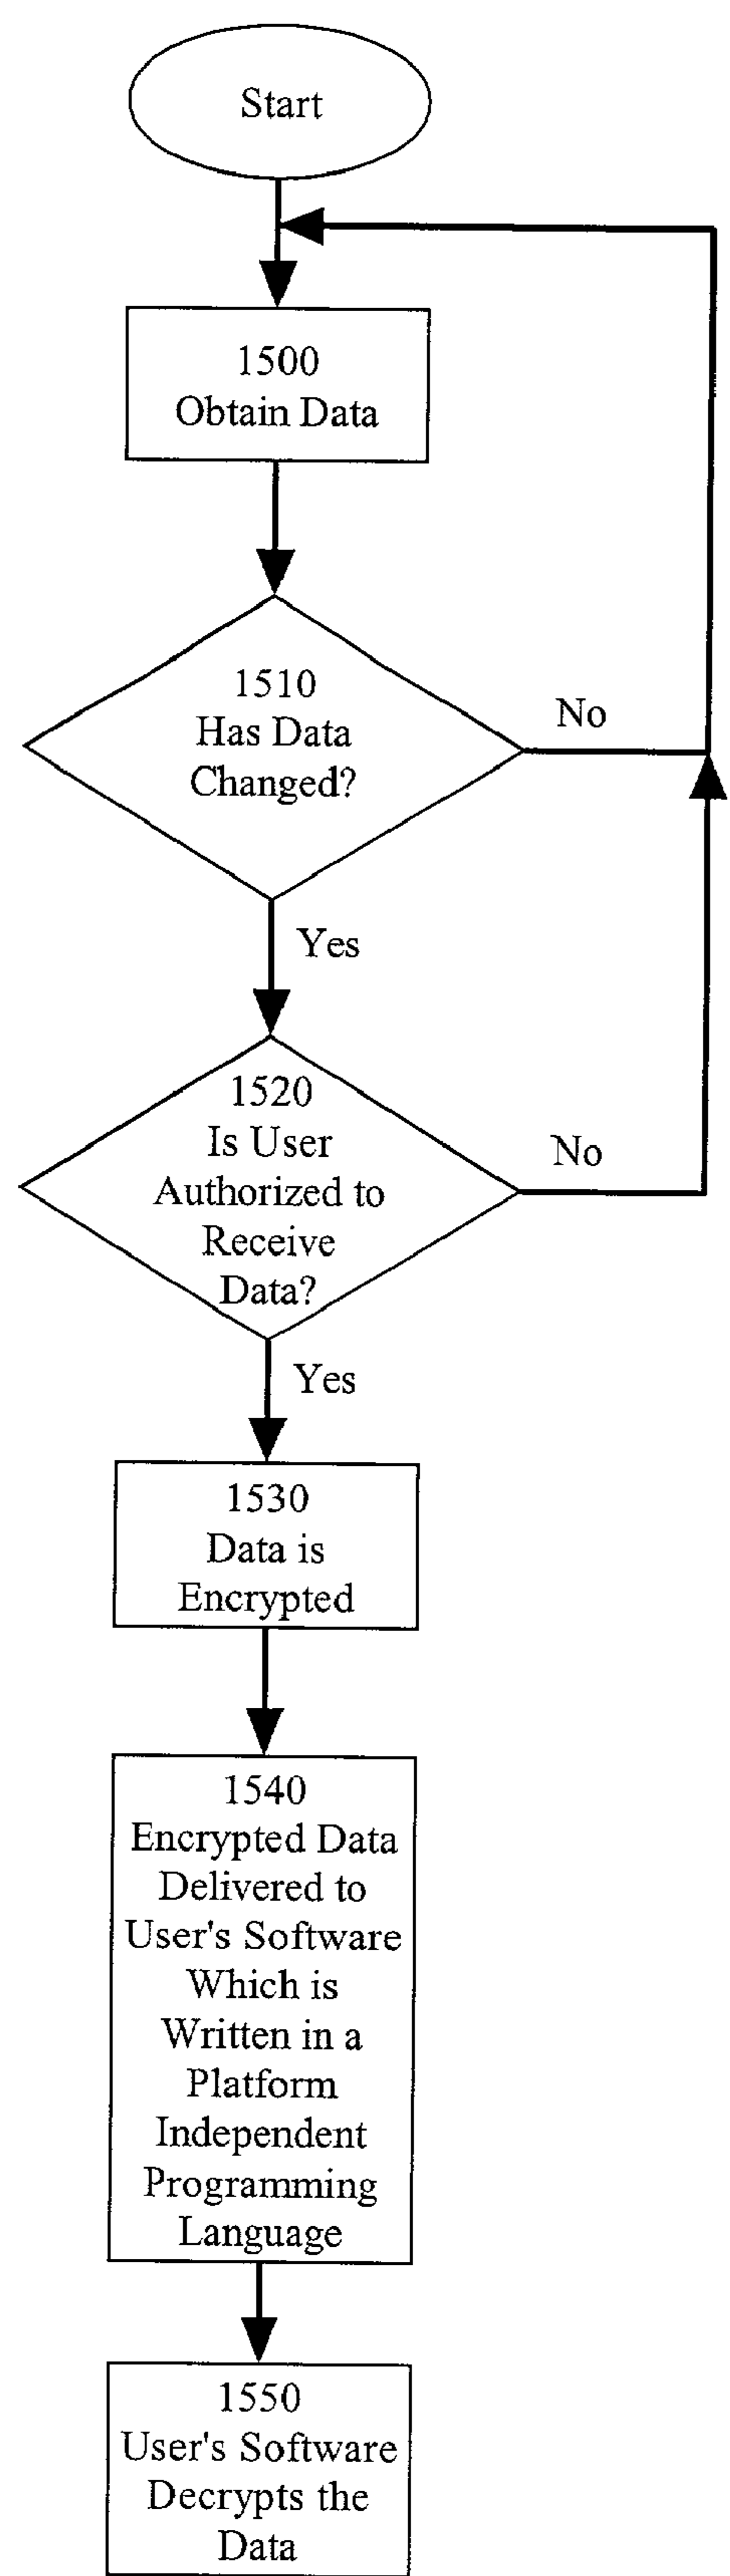 Start
1500
Obtain Data
1510
Has Data
Changed?
No
Yes
1520
Is User
Authorized to
Receive
Data?
No
Yes
1530
Data is
Encrypted
1540
Encrypted Data
Delivered to
User's Software
Which is
Written in a
Platform
Independent
Programming
Language
1550
User's Software
Decrypts the
Data